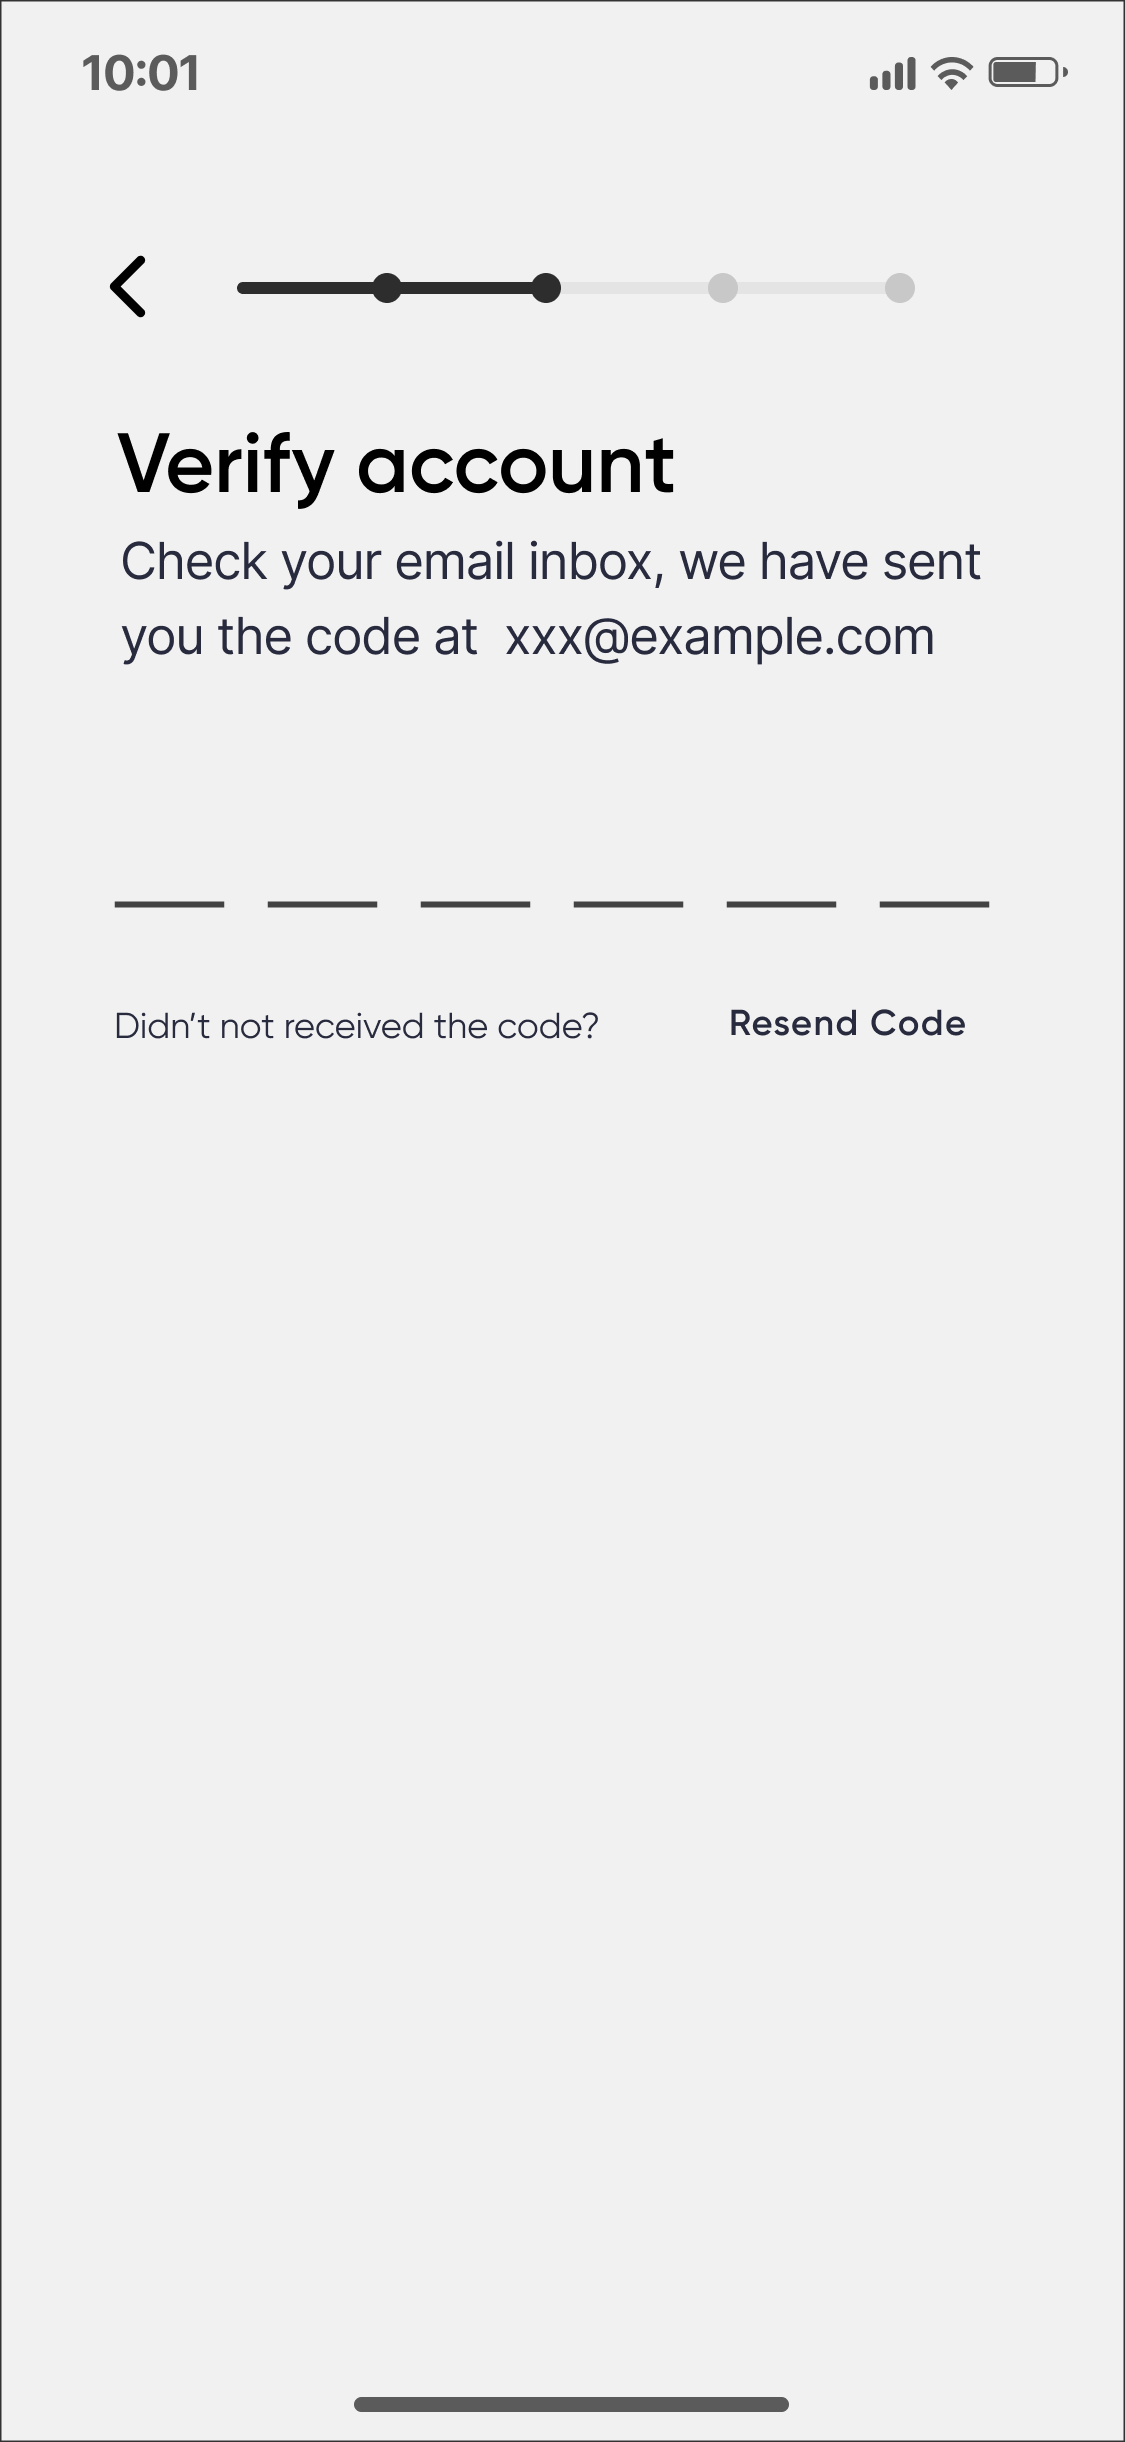 10:01
Verify account
Check your email inbox, we have sent
you the code at  xxx@example.com
Didn’t not received the code? Resend Code